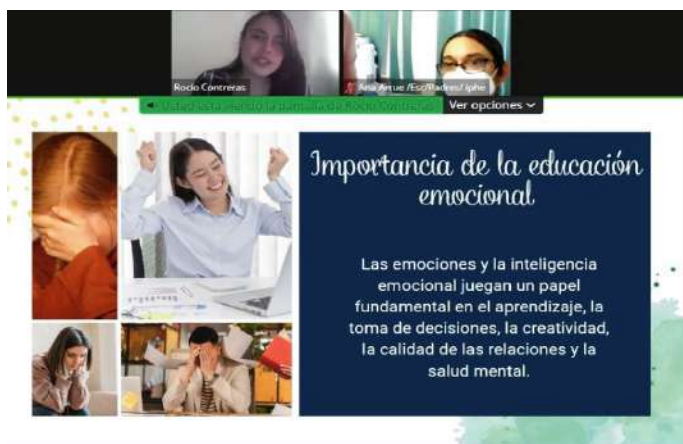 Rocio Contreras
Ana Arrue /Esc/Padres/ Iphe
Usted está viendo la pantalla de Rocio Contreras
Ver opciones
Importancia de la educación
emocional
Las emociones y la inteligencia
emocional juegan un papel
fundamental en el aprendizaje, la
toma de decisiones, la creatividad,
la calidad de las relaciones y la
salud mental.